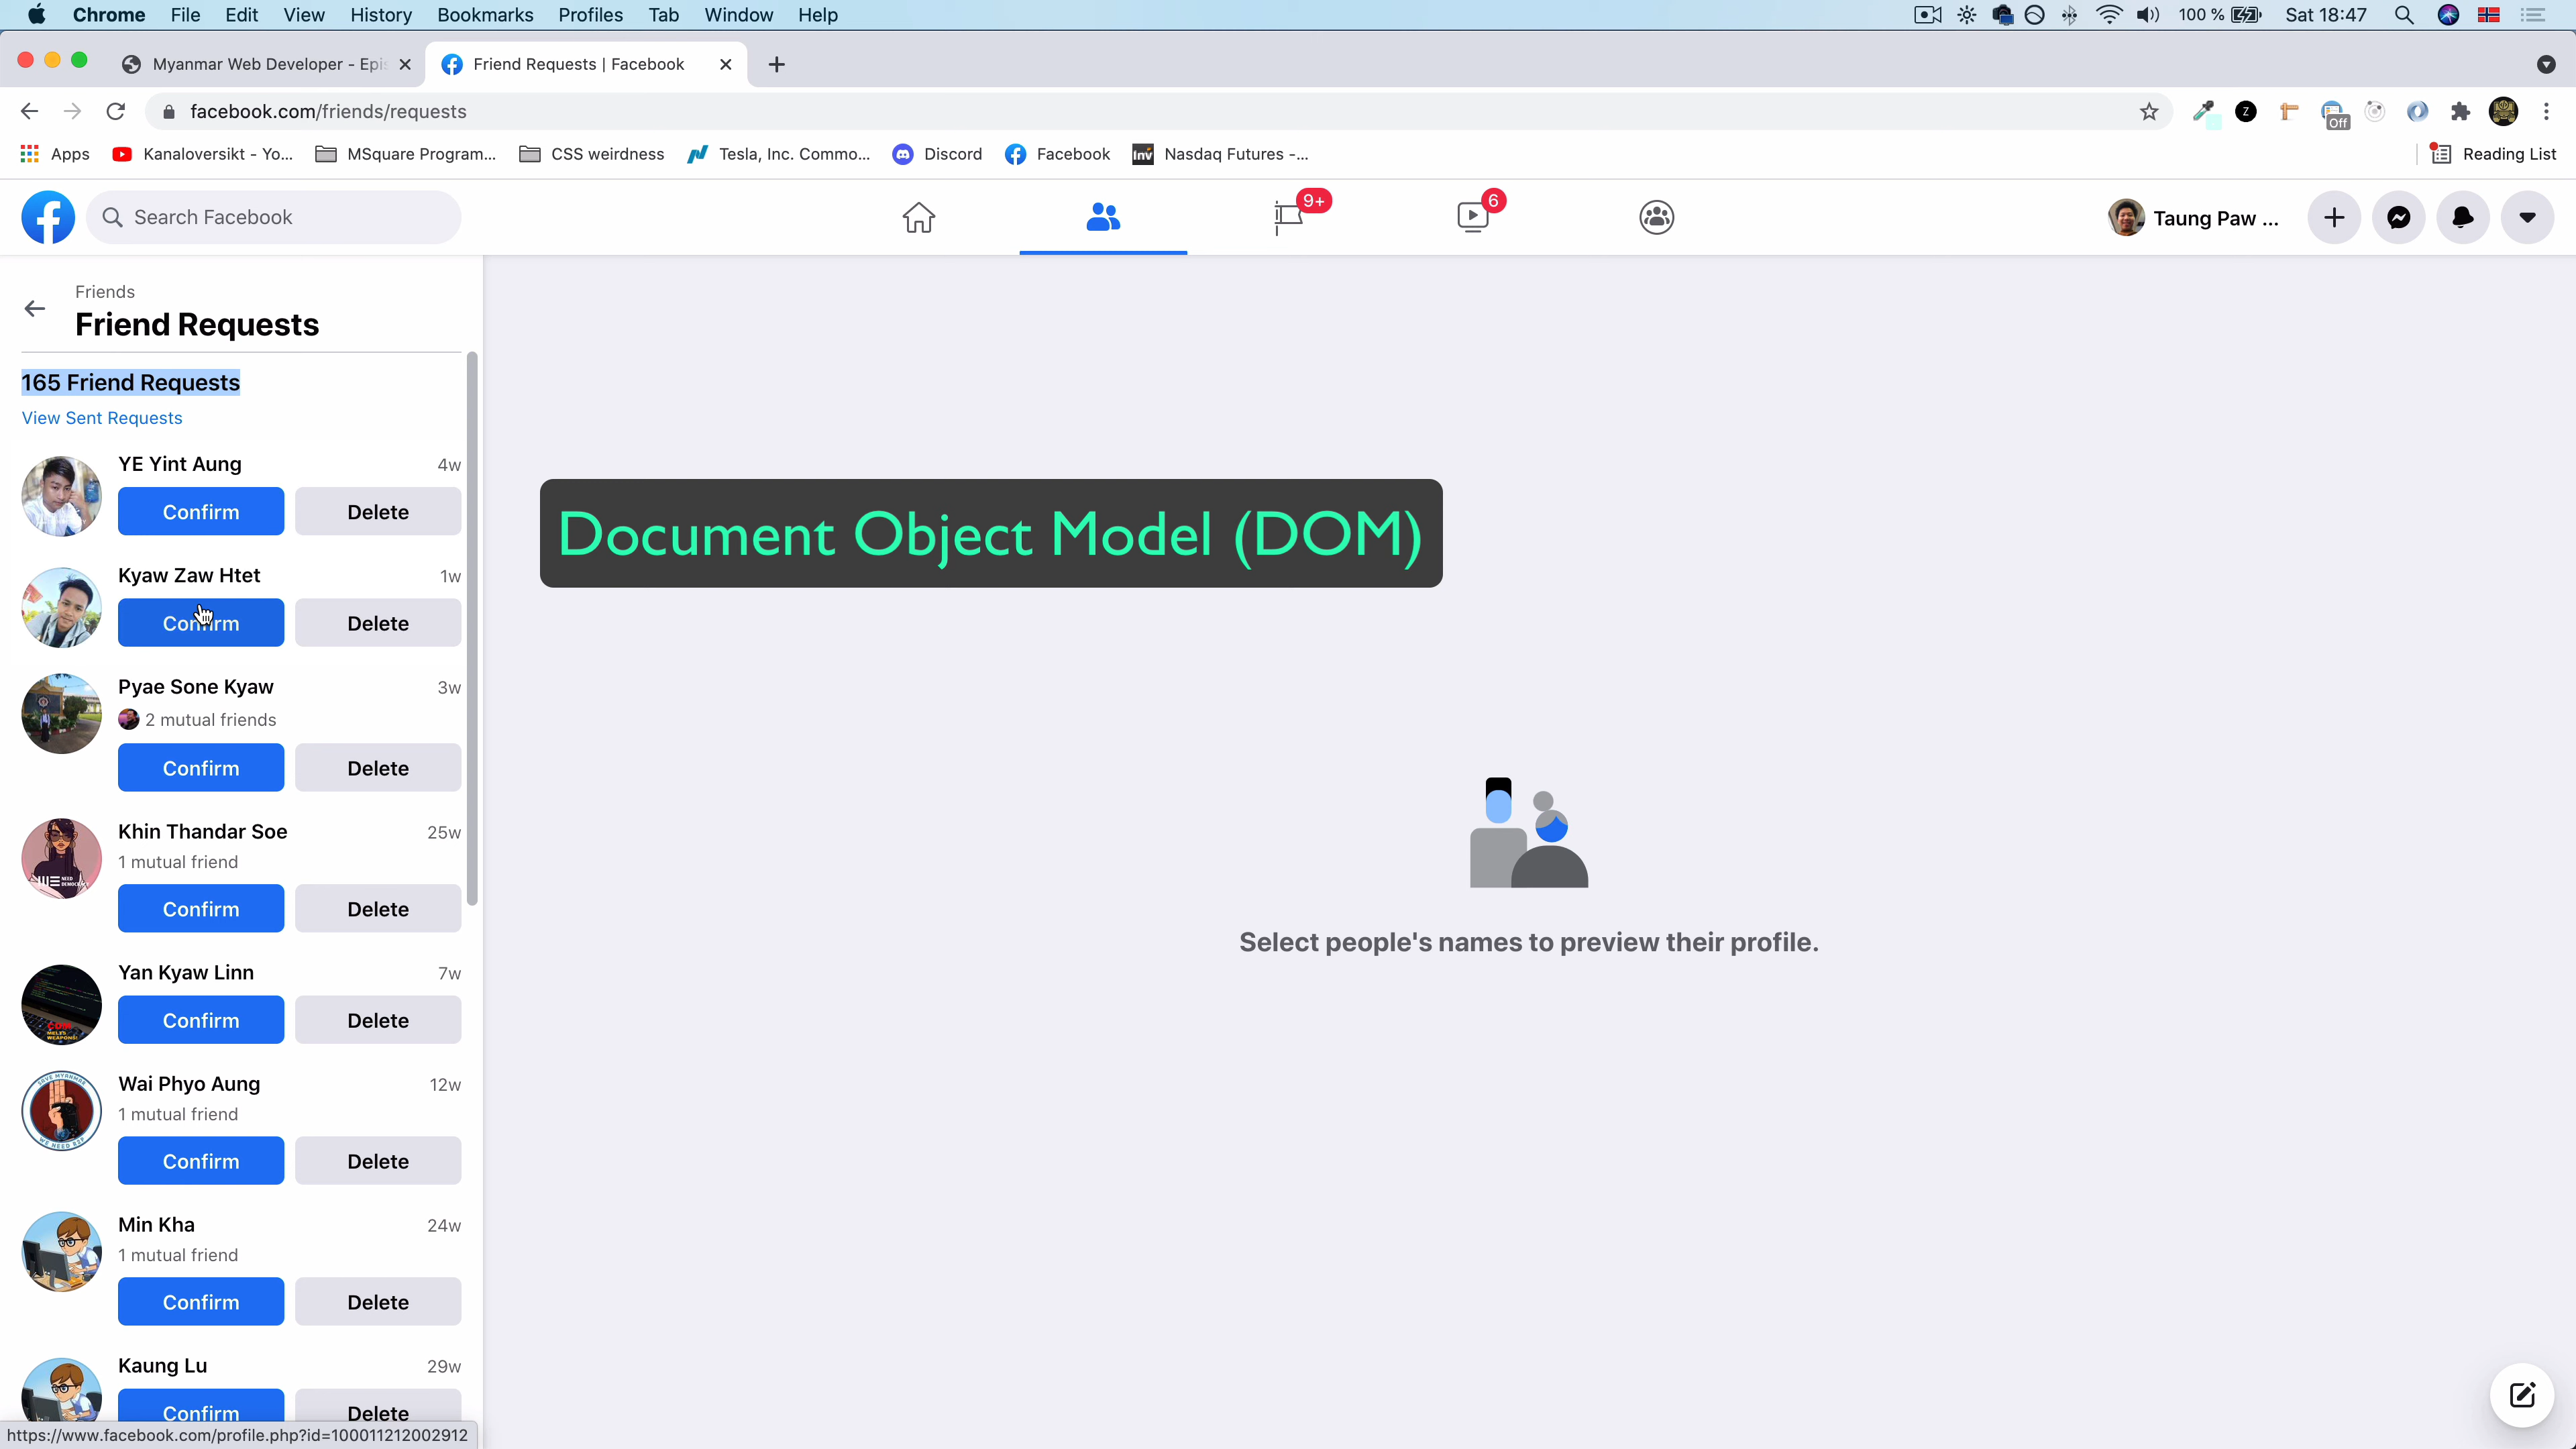 Chrome File Edit View History Bookmarks Profiles Tab Window Help 100 % Sat 18:47
Myanmar Web Developer - Epis
Friend Requests | Facebook
facebook.com/friends/requests
Off
Apps Kanaloversikt - Yo... MSquare Program... CSS weirdness Tesla, Inc. Commo... Discord Facebook Inv Nasdaq Futures -... Reading List
Search Facebook
9+
6
Taung Paw ...
Friends
Friend Requests
165 Friend Requests
View Sent Requests
YE Yint Aung 4w
Confirm Delete
Kyaw Zaw Htet 1w
Confirm Delete
Pyae Sone Kyaw 3w
2 mutual friends
Confirm Delete
Khin Thandar Soe 25w
1 mutual friend
Confirm Delete
Yan Kyaw Linn 7w
Confirm Delete
Wai Phyo Aung 12w
1 mutual friend
Confirm Delete
Min Kha 24w
1 mutual friend
Confirm Delete
Kaung Lu 29w
Confirm Delete
https://www.facebook.com/profile.php?id=100011212002912
Document Object Model (DOM)
Select people's names to preview their profile.